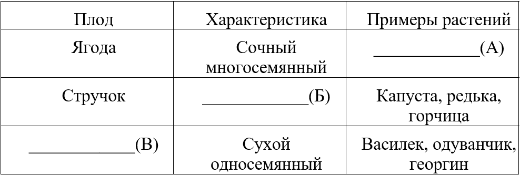 Плод Характеристика Примеры растений
Ягода Сочный многосемянный ____________(А)
Стручок ____________(Б) Капуста, редька, горчица
____________(В) Сухой односемянный Василек, одуванчик, георгин